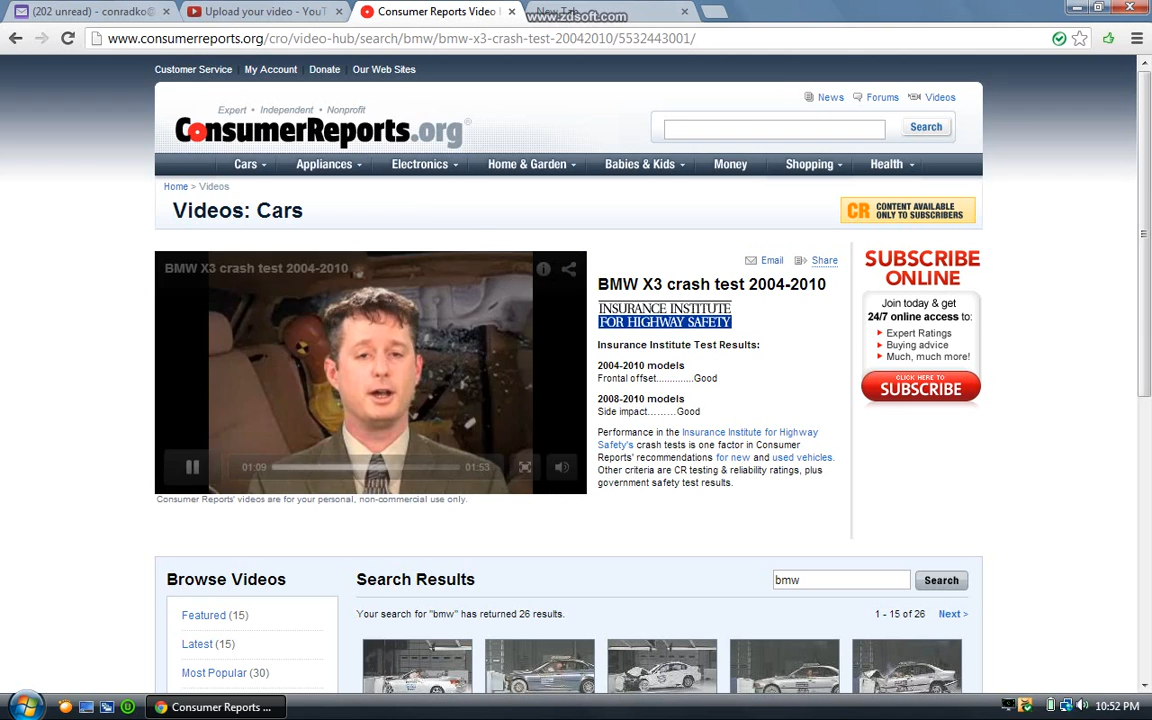 (202 unread) - conradko@
Upload your video - YouT
Consumer Reports Video
New Tab
www.zdsoft.com
www.consumerreports.org/cro/video-hub/search/bmw/bmw-x3-crash-test-20042010/5532443001/
Customer Service
My Account
Donate
Our Web Sites
Expert • Independent • Nonprofit
ConsumerReports.org®
News
Forums
Videos
Search
Cars
Appliances
Electronics
Home & Garden
Babies & Kids
Money
Shopping
Health
Home > Videos
Videos: Cars
CR CONTENT AVAILABLE
ONLY TO SUBSCRIBERS
BMW X3 crash test 2004-2010
01:09
01:53
Consumer Reports' videos are for your personal, non-commercial use only.
Email
Share
BMW X3 crash test 2004-2010
INSURANCE INSTITUTE
FOR HIGHWAY SAFETY
Insurance Institute Test Results:
2004-2010 models
Frontal offset.............Good
2008-2010 models
Side impact.........Good
Performance in the Insurance Institute for Highway
Safety's crash tests is one factor in Consumer
Reports' recommendations for new and used vehicles.
Other criteria are CR testing & reliability ratings, plus
government safety test results.
SUBSCRIBE
ONLINE
Join today & get
24/7 online access to:
Expert Ratings
Buying advice
Much, much more!
CLICK HERE TO
SUBSCRIBE
Browse Videos
Featured (15)
Latest (15)
Most Popular (30)
Search Results
bmw
Search
Your search for "bmw" has returned 26 results.
1 - 15 of 26
Next >
Consumer Reports ...
10:52 PM